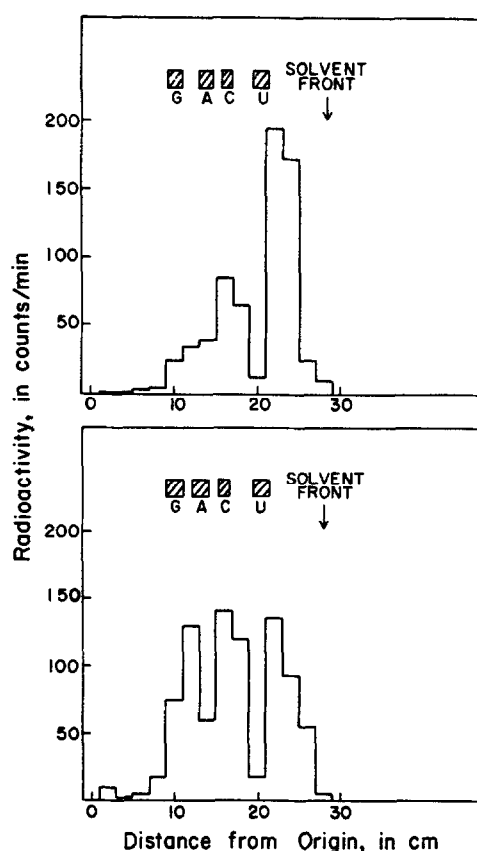 SOLVENT
FRONT
G A C U
200
150
100
50
0 10 20 30
SOLVENT
FRONT
G A C U
200
150
100
50
0 10 20 30
Radioactivity, in counts/min
Distance from Origin, in cm